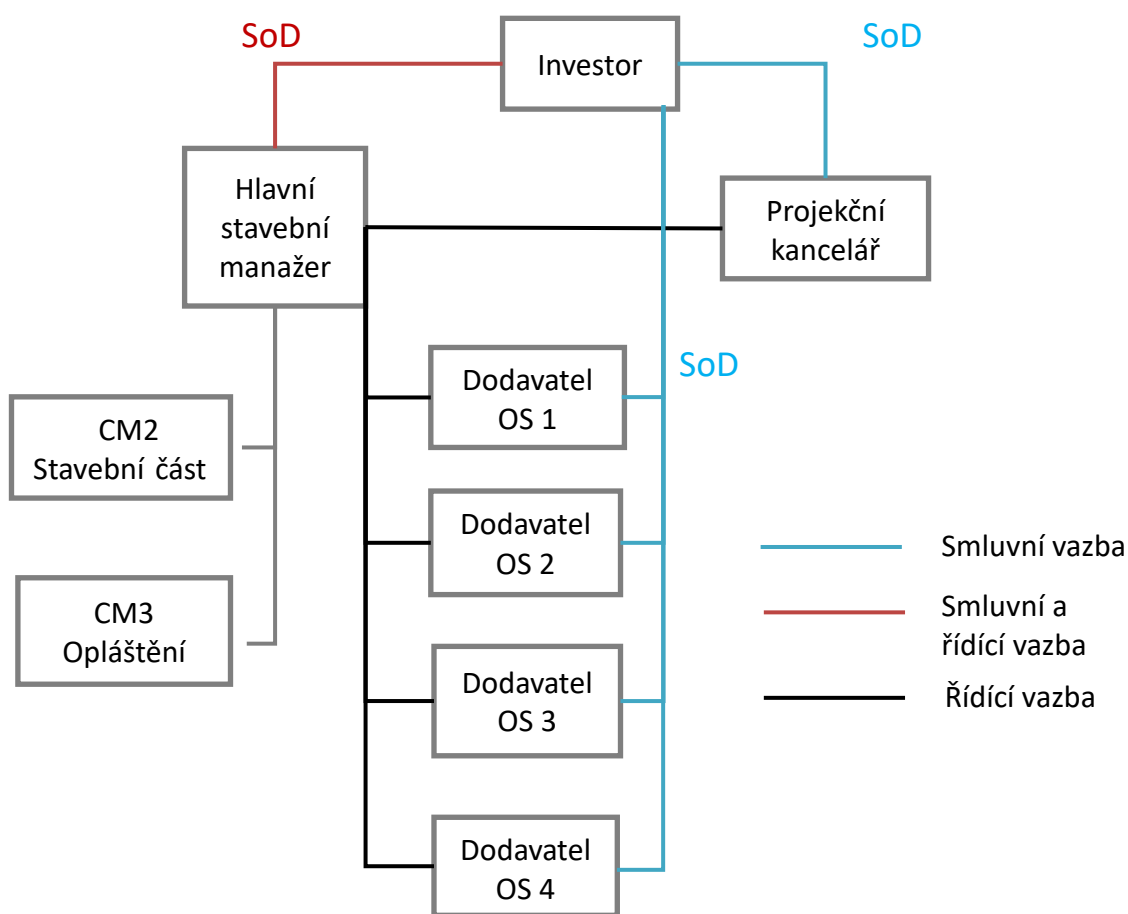 SoD
Investor
SoD
Hlavní
stavební
manažer
Projekční
kancelář
SoD
Dodavatel
OS 1
CM2
Stavební část
Dodavatel
OS 2
CM3
Opláštění
Dodavatel
OS 3
Dodavatel
OS 4
Smluvní vazba
Smluvní a
řídící vazba
Řídící vazba